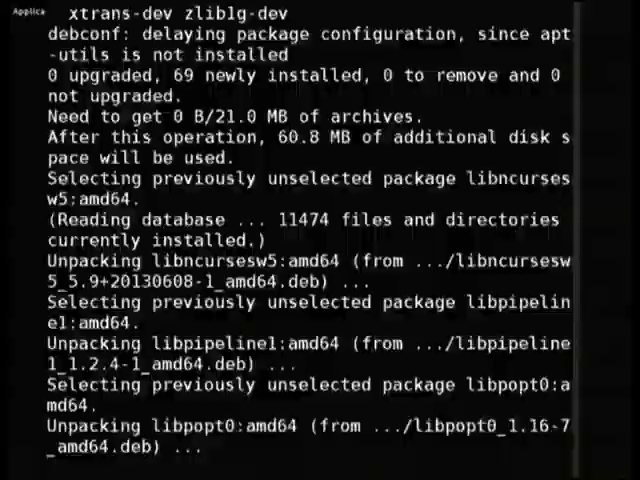 Applica
xtrans-dev zlib1g-dev
debconf: delaying package configuration, since apt
-utils is not installed
0 upgraded, 69 newly installed, 0 to remove and 0
not upgraded.
Need to get 0 B/21.0 MB of archives.
After this operation, 60.8 MB of additional disk s
pace will be used.
Selecting previously unselected package libncurses
w5:amd64.
(Reading database ... 11474 files and directories
currently installed.)
Unpacking libncursesw5:amd64 (from .../libncursesw
5_5.9+20130608-1_amd64.deb) ...
Selecting previously unselected package libpipelin
e1:amd64.
Unpacking libpipeline1:amd64 (from .../libpipeline
1_1.2.4-1_amd64.deb) ...
Selecting previously unselected package libpopt0:a
md64.
Unpacking libpopt0:amd64 (from .../libpopt0_1.16-7
_amd64.deb) ...